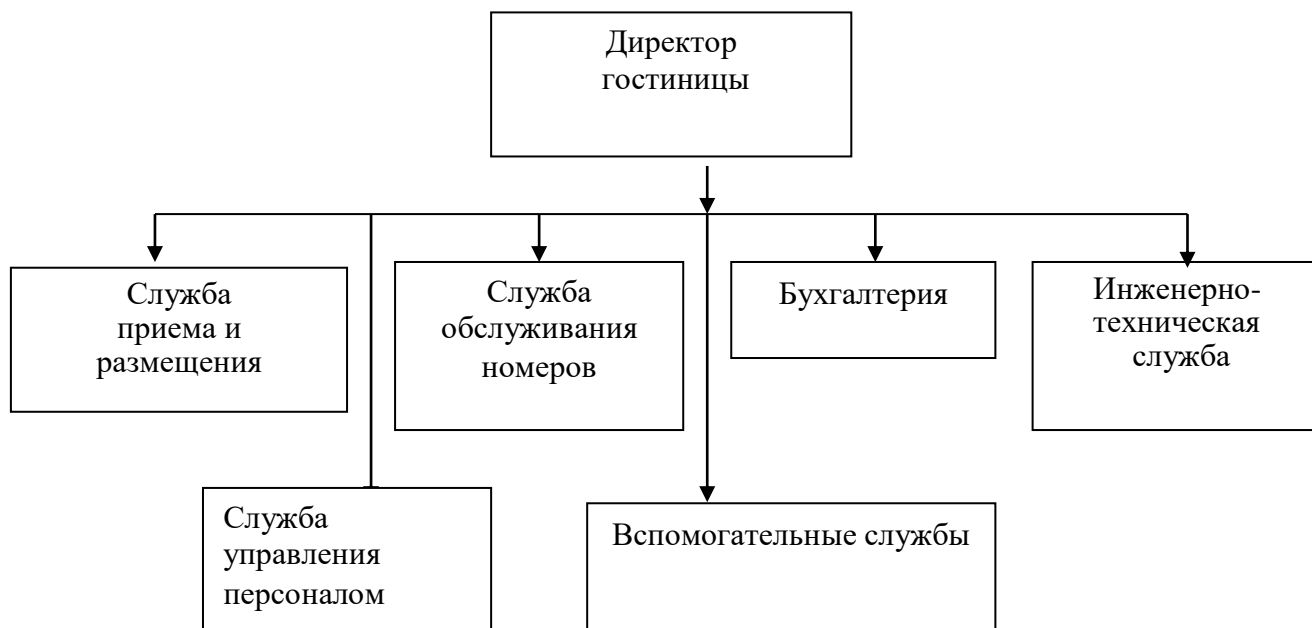 Директор
гостиницы
Служба
приема и
размещения
Служба
обслуживания
номеров
Бухгалтерия
Инженерно-
техническая
служба
Служба
управления
персоналом
Вспомогательные службы